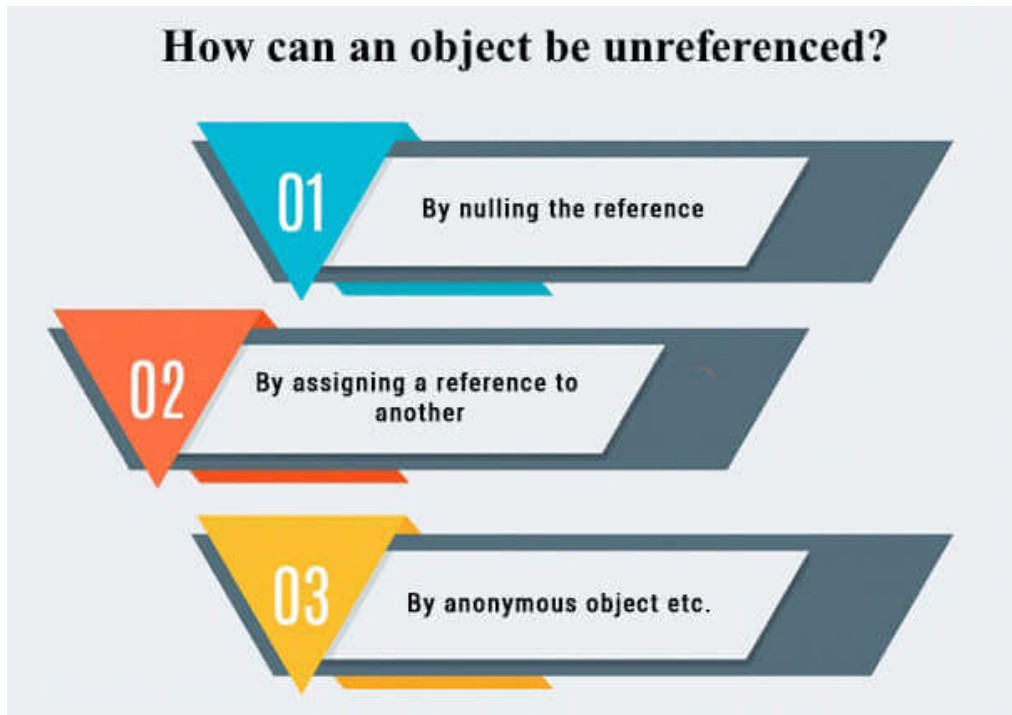 How can an object be unreferenced?
01
By nulling the reference
02
By assigning a reference to
another
03
By anonymous object etc.